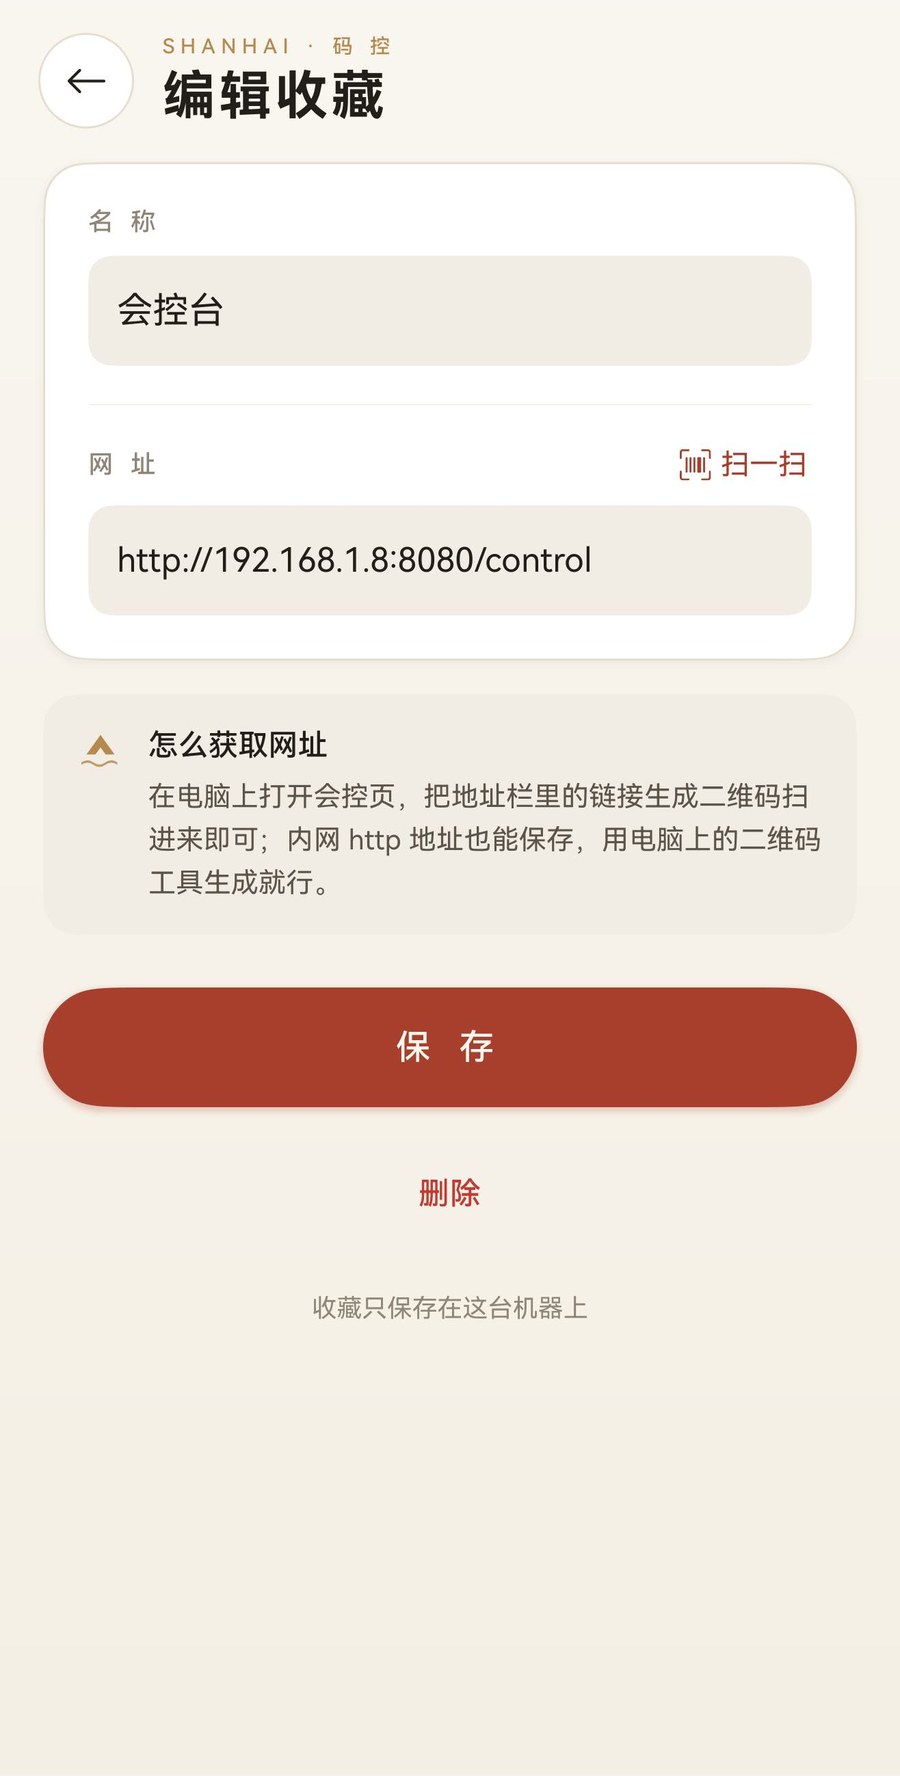 SHANHAI · 码控
编辑收藏
名称
会控台
网址
扫一扫
http://192.168.1.8:8080/control
怎么获取网址
在电脑上打开会控页，把地址栏里的链接生成二维码扫
进来即可；内网 http 地址也能保存，用电脑上的二维码
工具生成就行。
保存
删除
收藏只保存在这台机器上